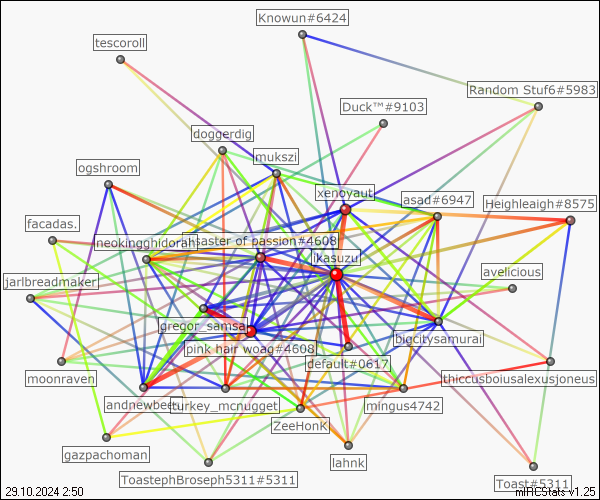 Knowun#6424
tescoroll
Random Stuf6#5983
Duck™#9103
doggerdig
mukszi
ogshroom
xenoyaut
asad#6947
Heighleaigh#8575
facadas.
neokingghidorah
saster of passion#4608
ikasuzu
avelicious
jarlbreadmaker
gregor_samsa
bigcitysamurai
pink hair woag#4608
default#0617
moonraven
thiccusboiusalexusjoneus
andnewbeet
turkey_mcnugget
mingus4742
ZeeHonK
gazpachoman
lahnk
ToastephBroseph5311#5311
Toast#5311
29.10.2024 2:50
mIRCStats v1.25